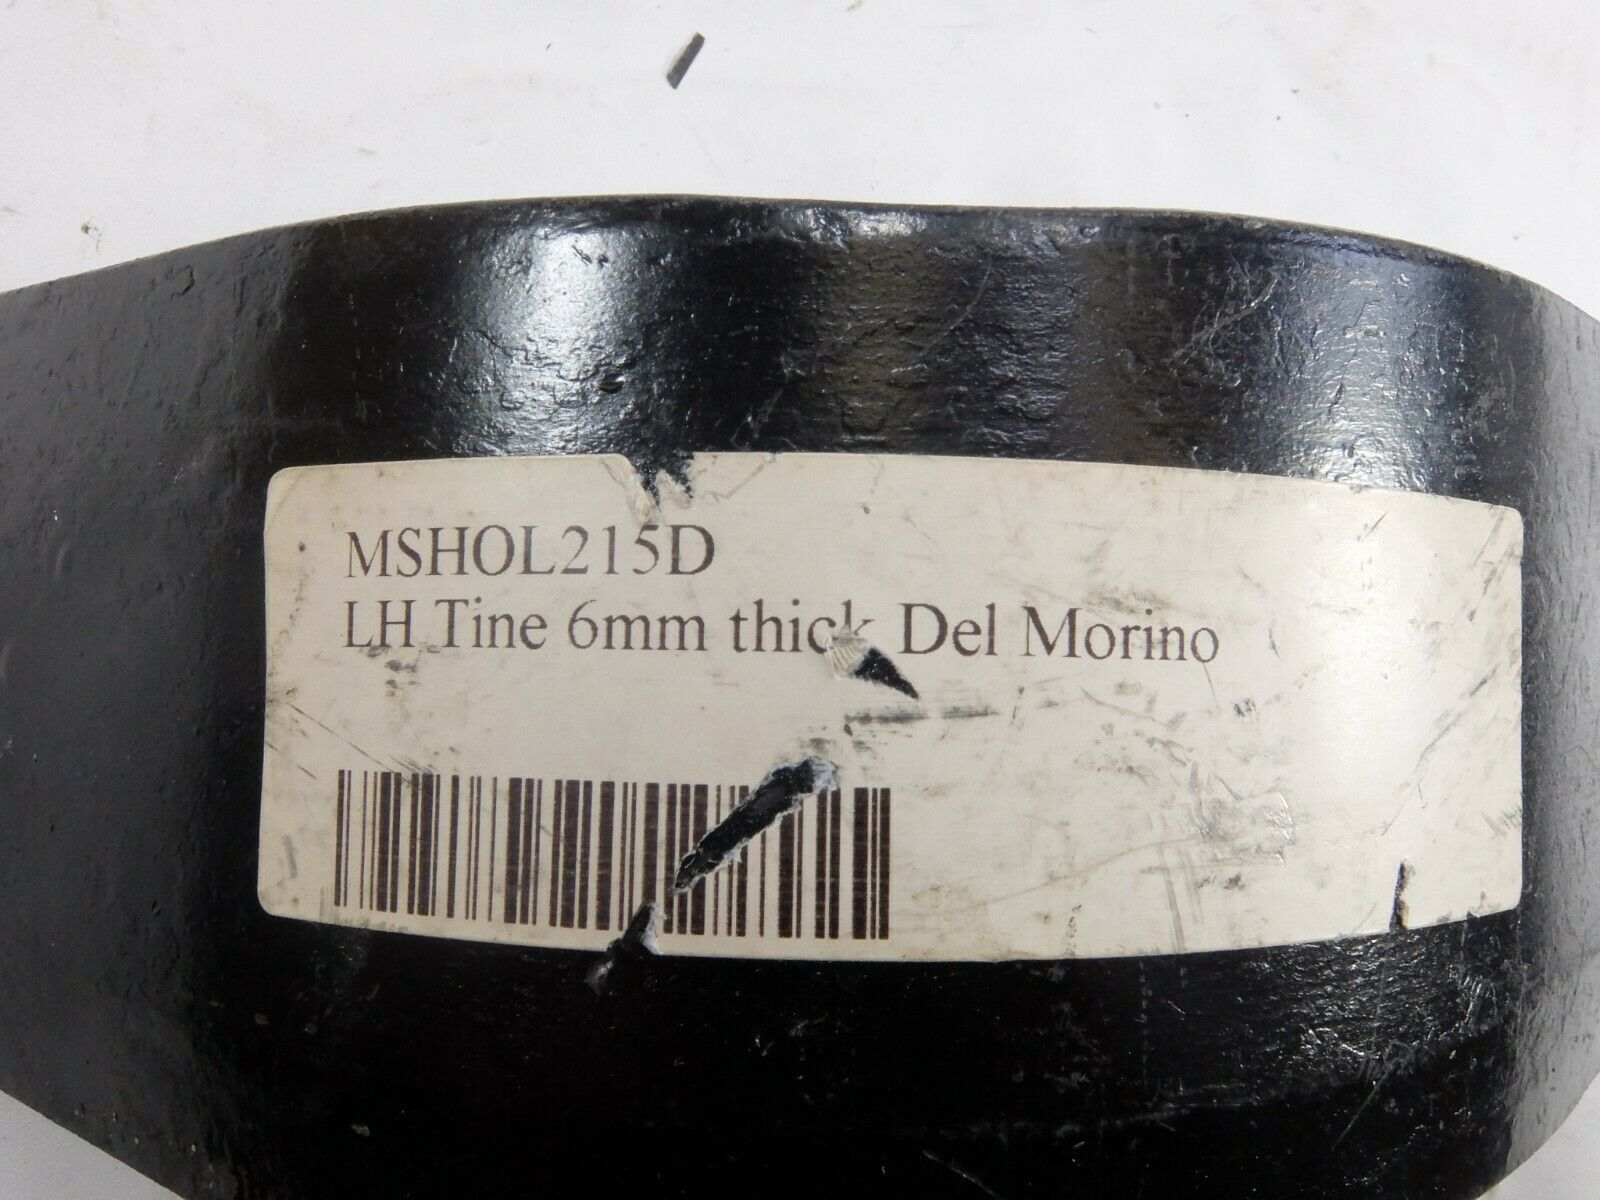 MSHOL215D
LH Tine 6mm thick Del Morino